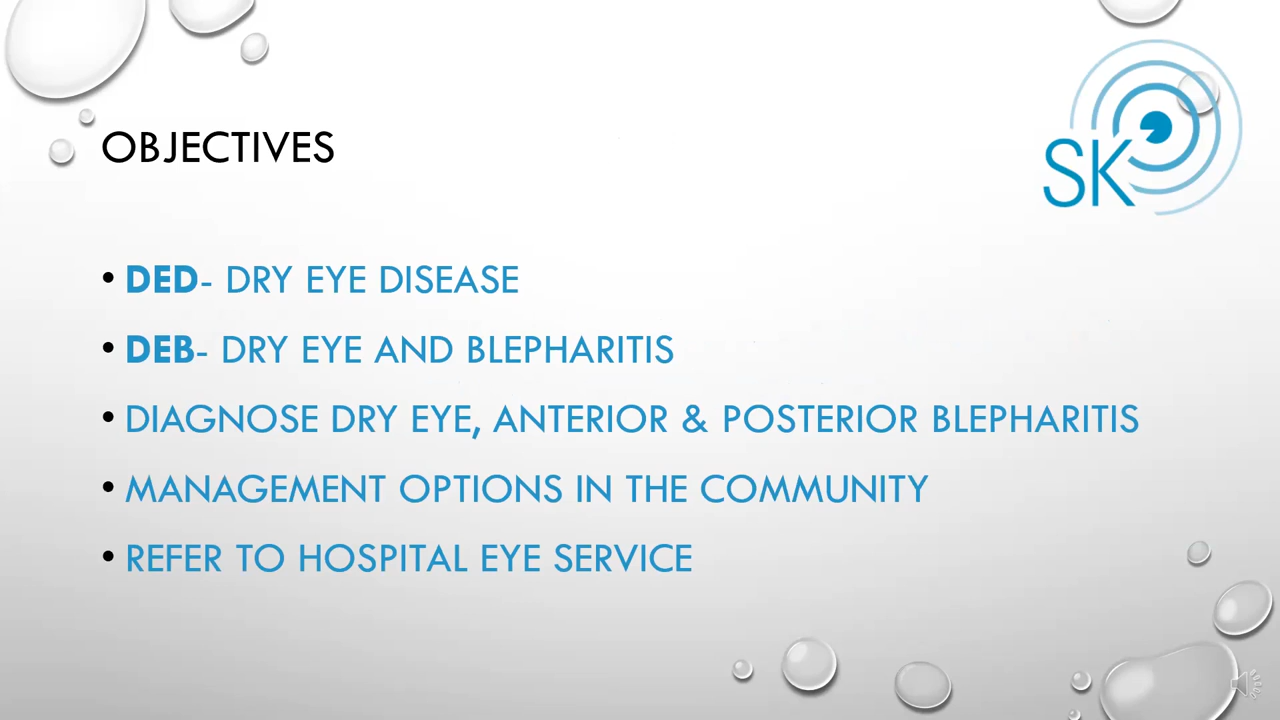 SK
OBJECTIVES
• DED- DRY EYE DISEASE
• DEB- DRY EYE AND BLEPHARITIS
• DIAGNOSE DRY EYE, ANTERIOR & POSTERIOR BLEPHARITIS
• MANAGEMENT OPTIONS IN THE COMMUNITY
• REFER TO HOSPITAL EYE SERVICE